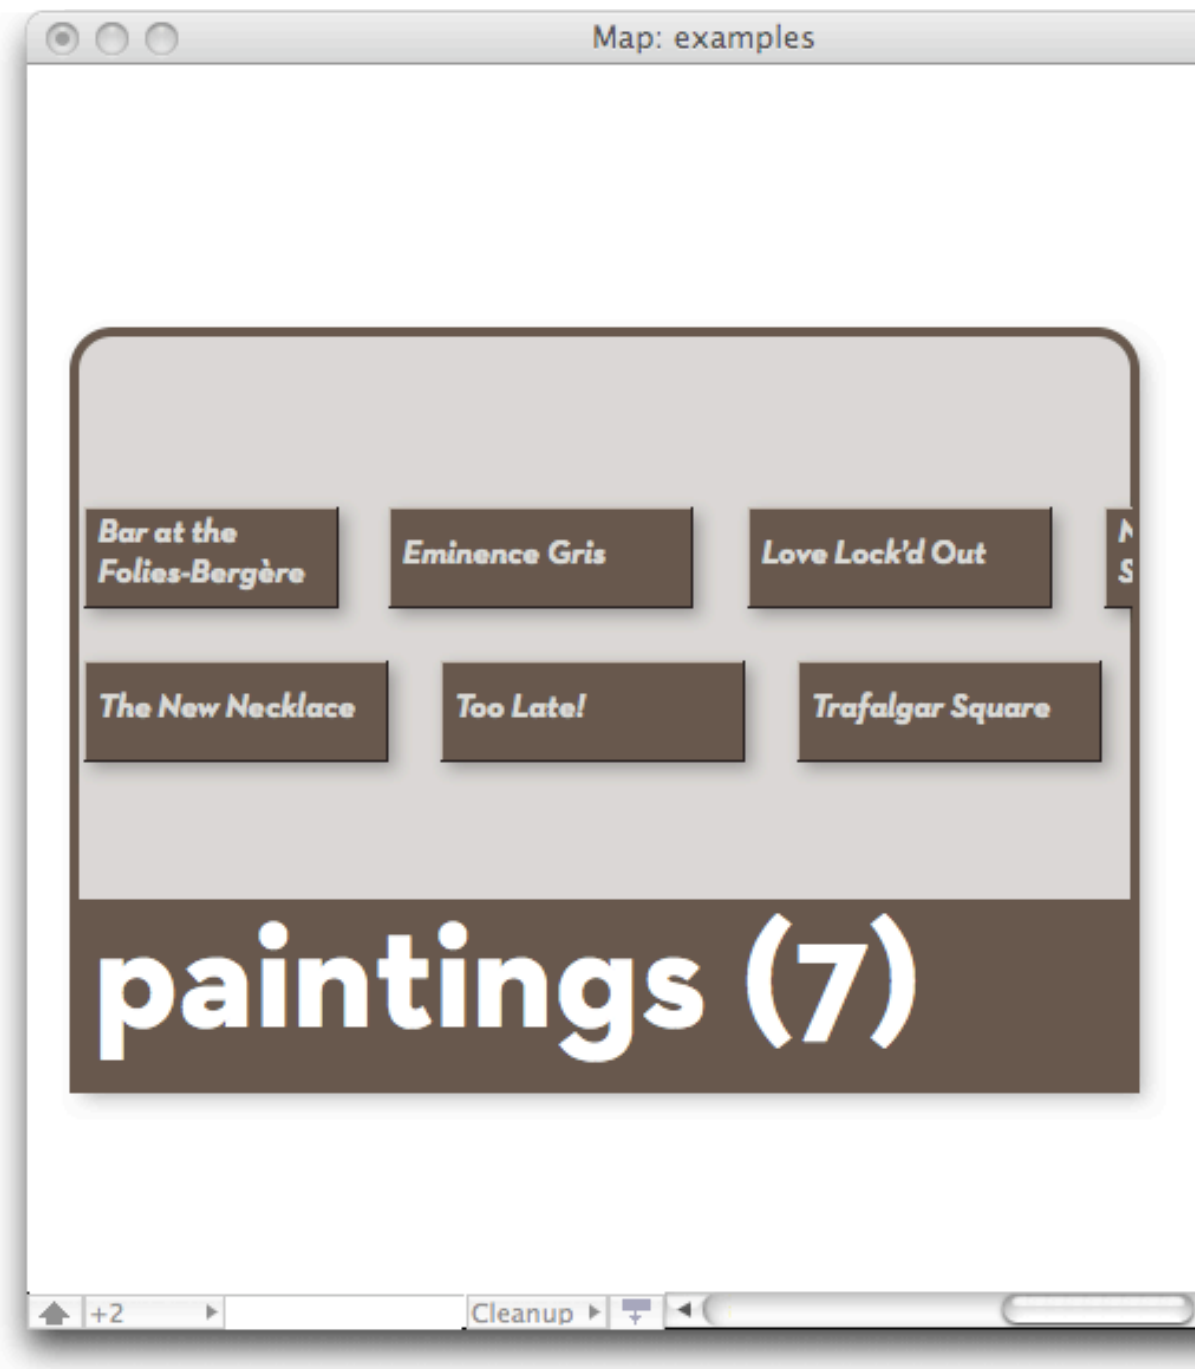 Map: examples
Bar at the
Folies-Bergère
Eminence Gris
Love Lock’d Out
The New Necklace
Too Late!
Trafalgar Square
paintings (7)
+2
Cleanup